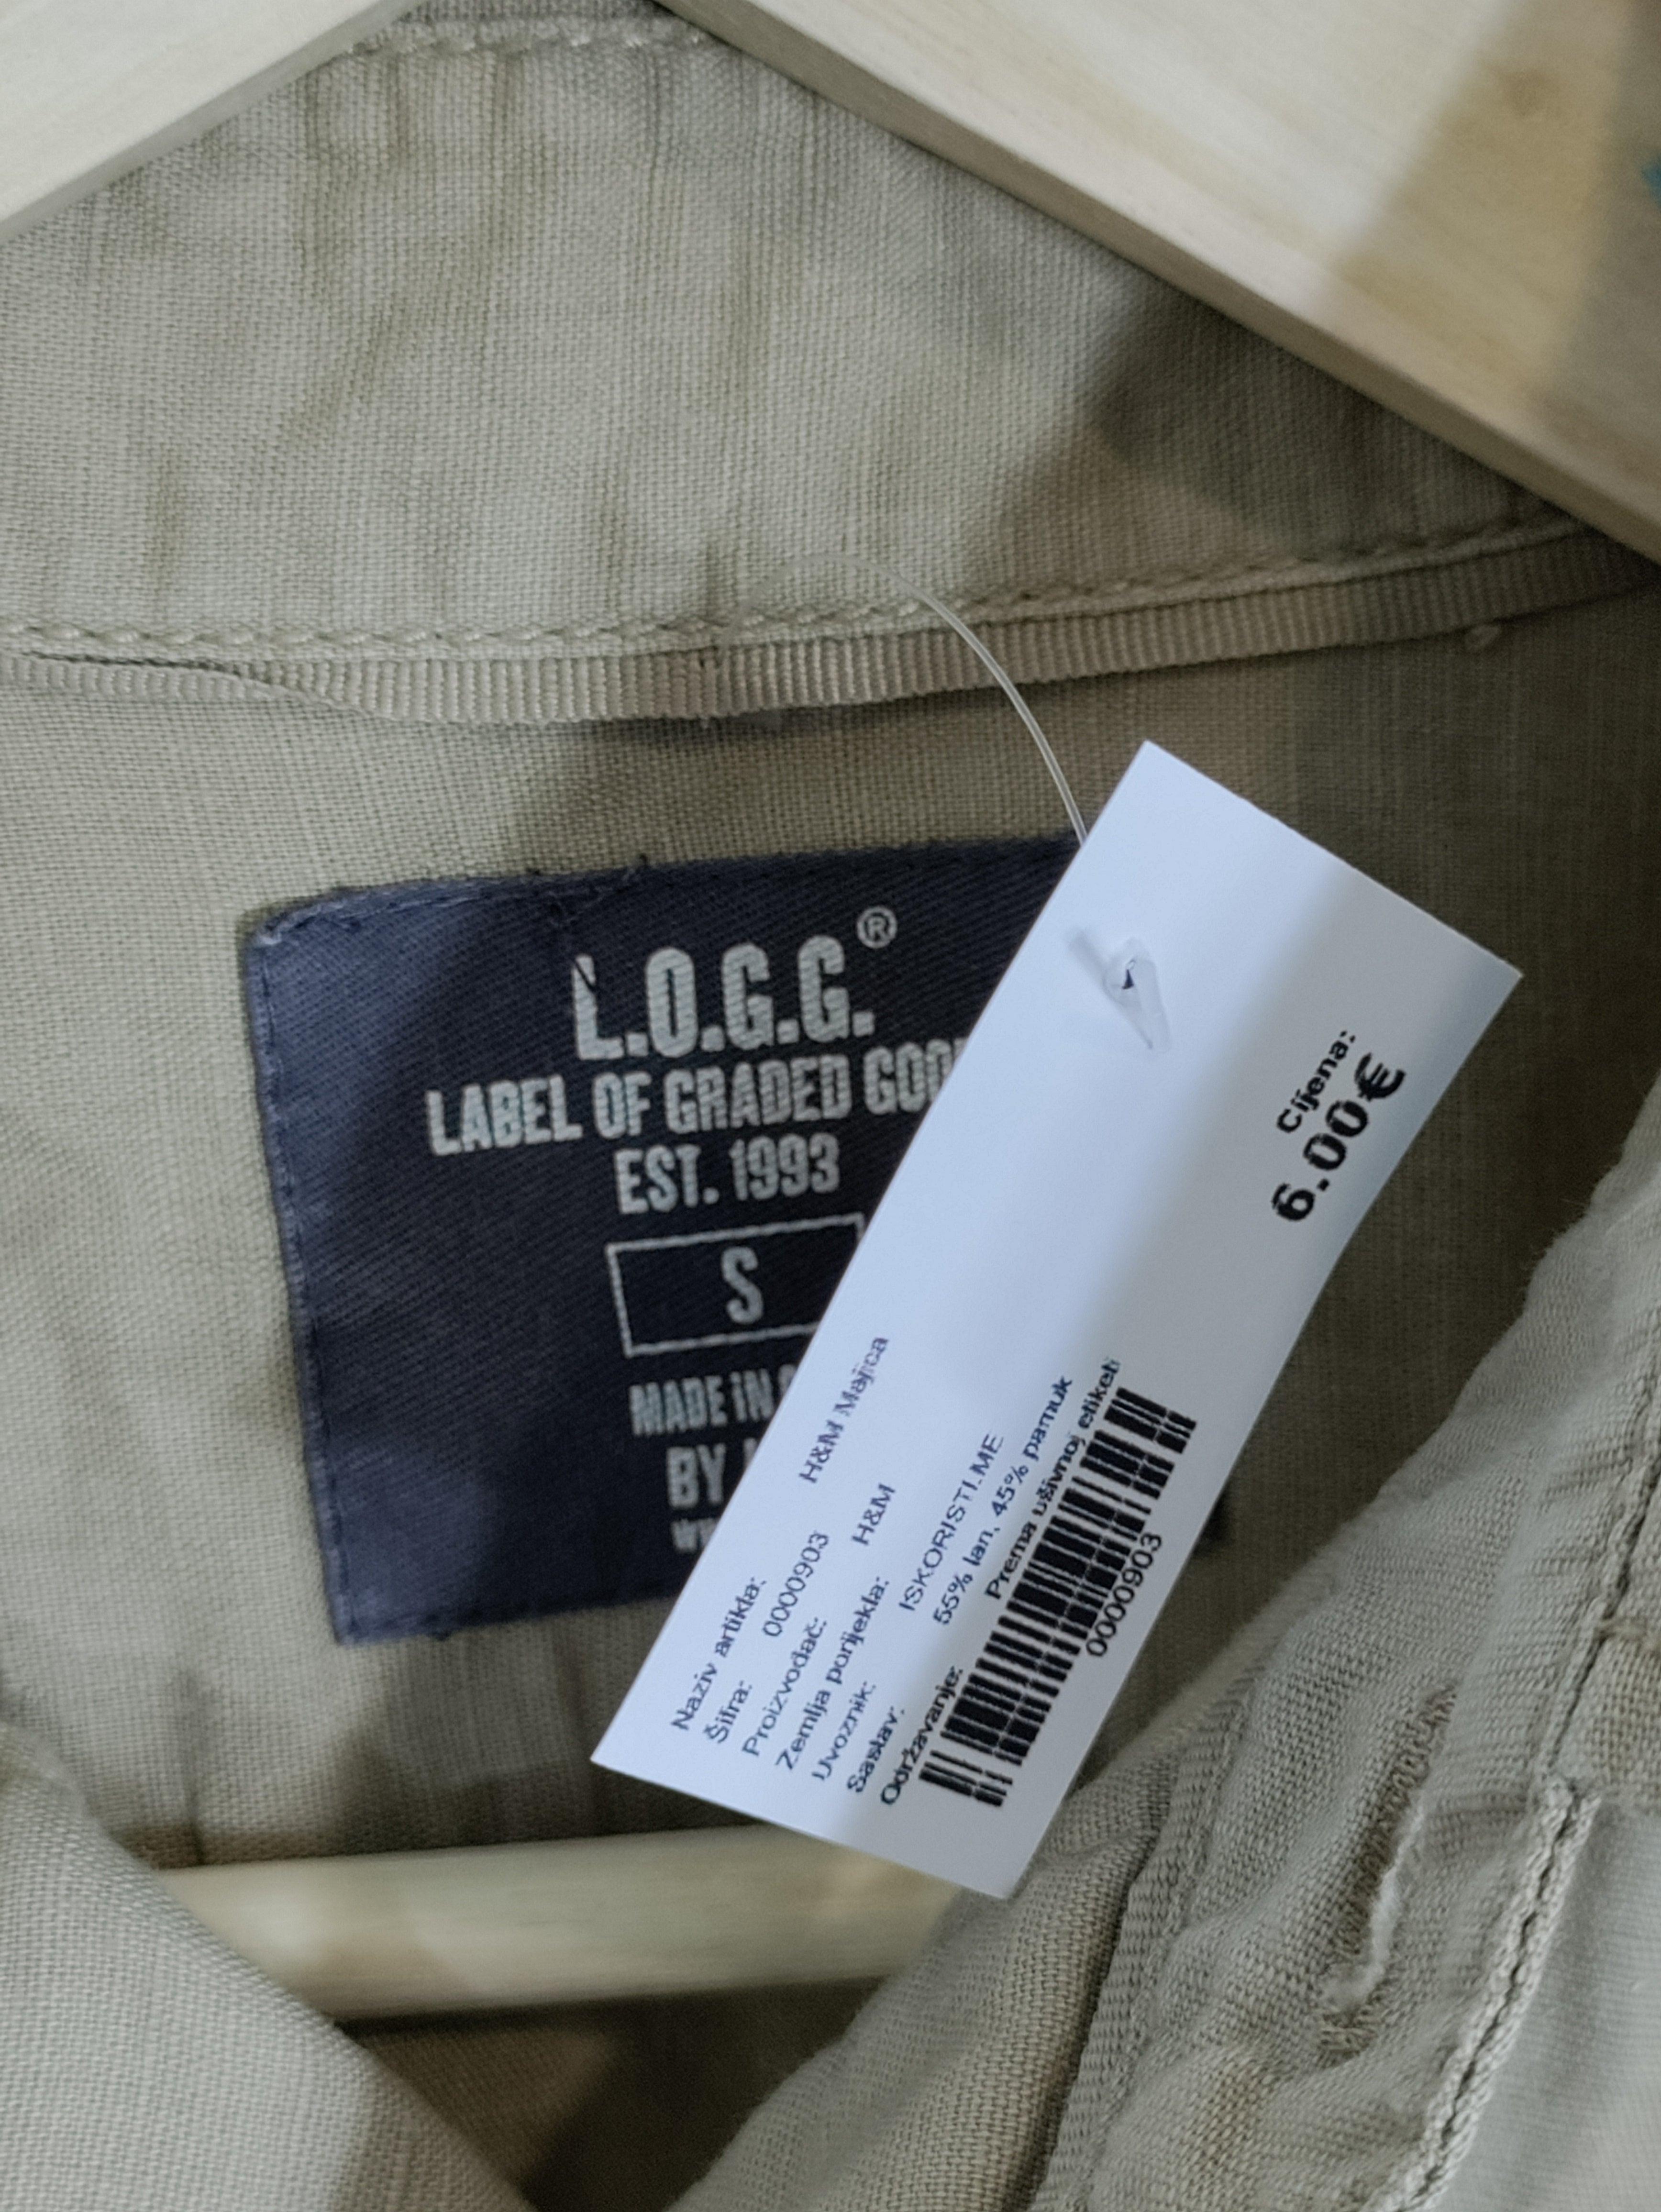 L.O.G.G.®
LABEL OF GRADED
EST. 1993
S
MADE IN
BY
Naziv artikla: H&M Majica
Šifra: 0000903
Proizvođač: H&M
Zemlja porijekla:
Uvoznik: ISKORISTI.ME
Sastav: 55% lan, 45% pamuk
Održavanje: Prema ušivnoj etiketi
0000903
Cijena:
6.00€